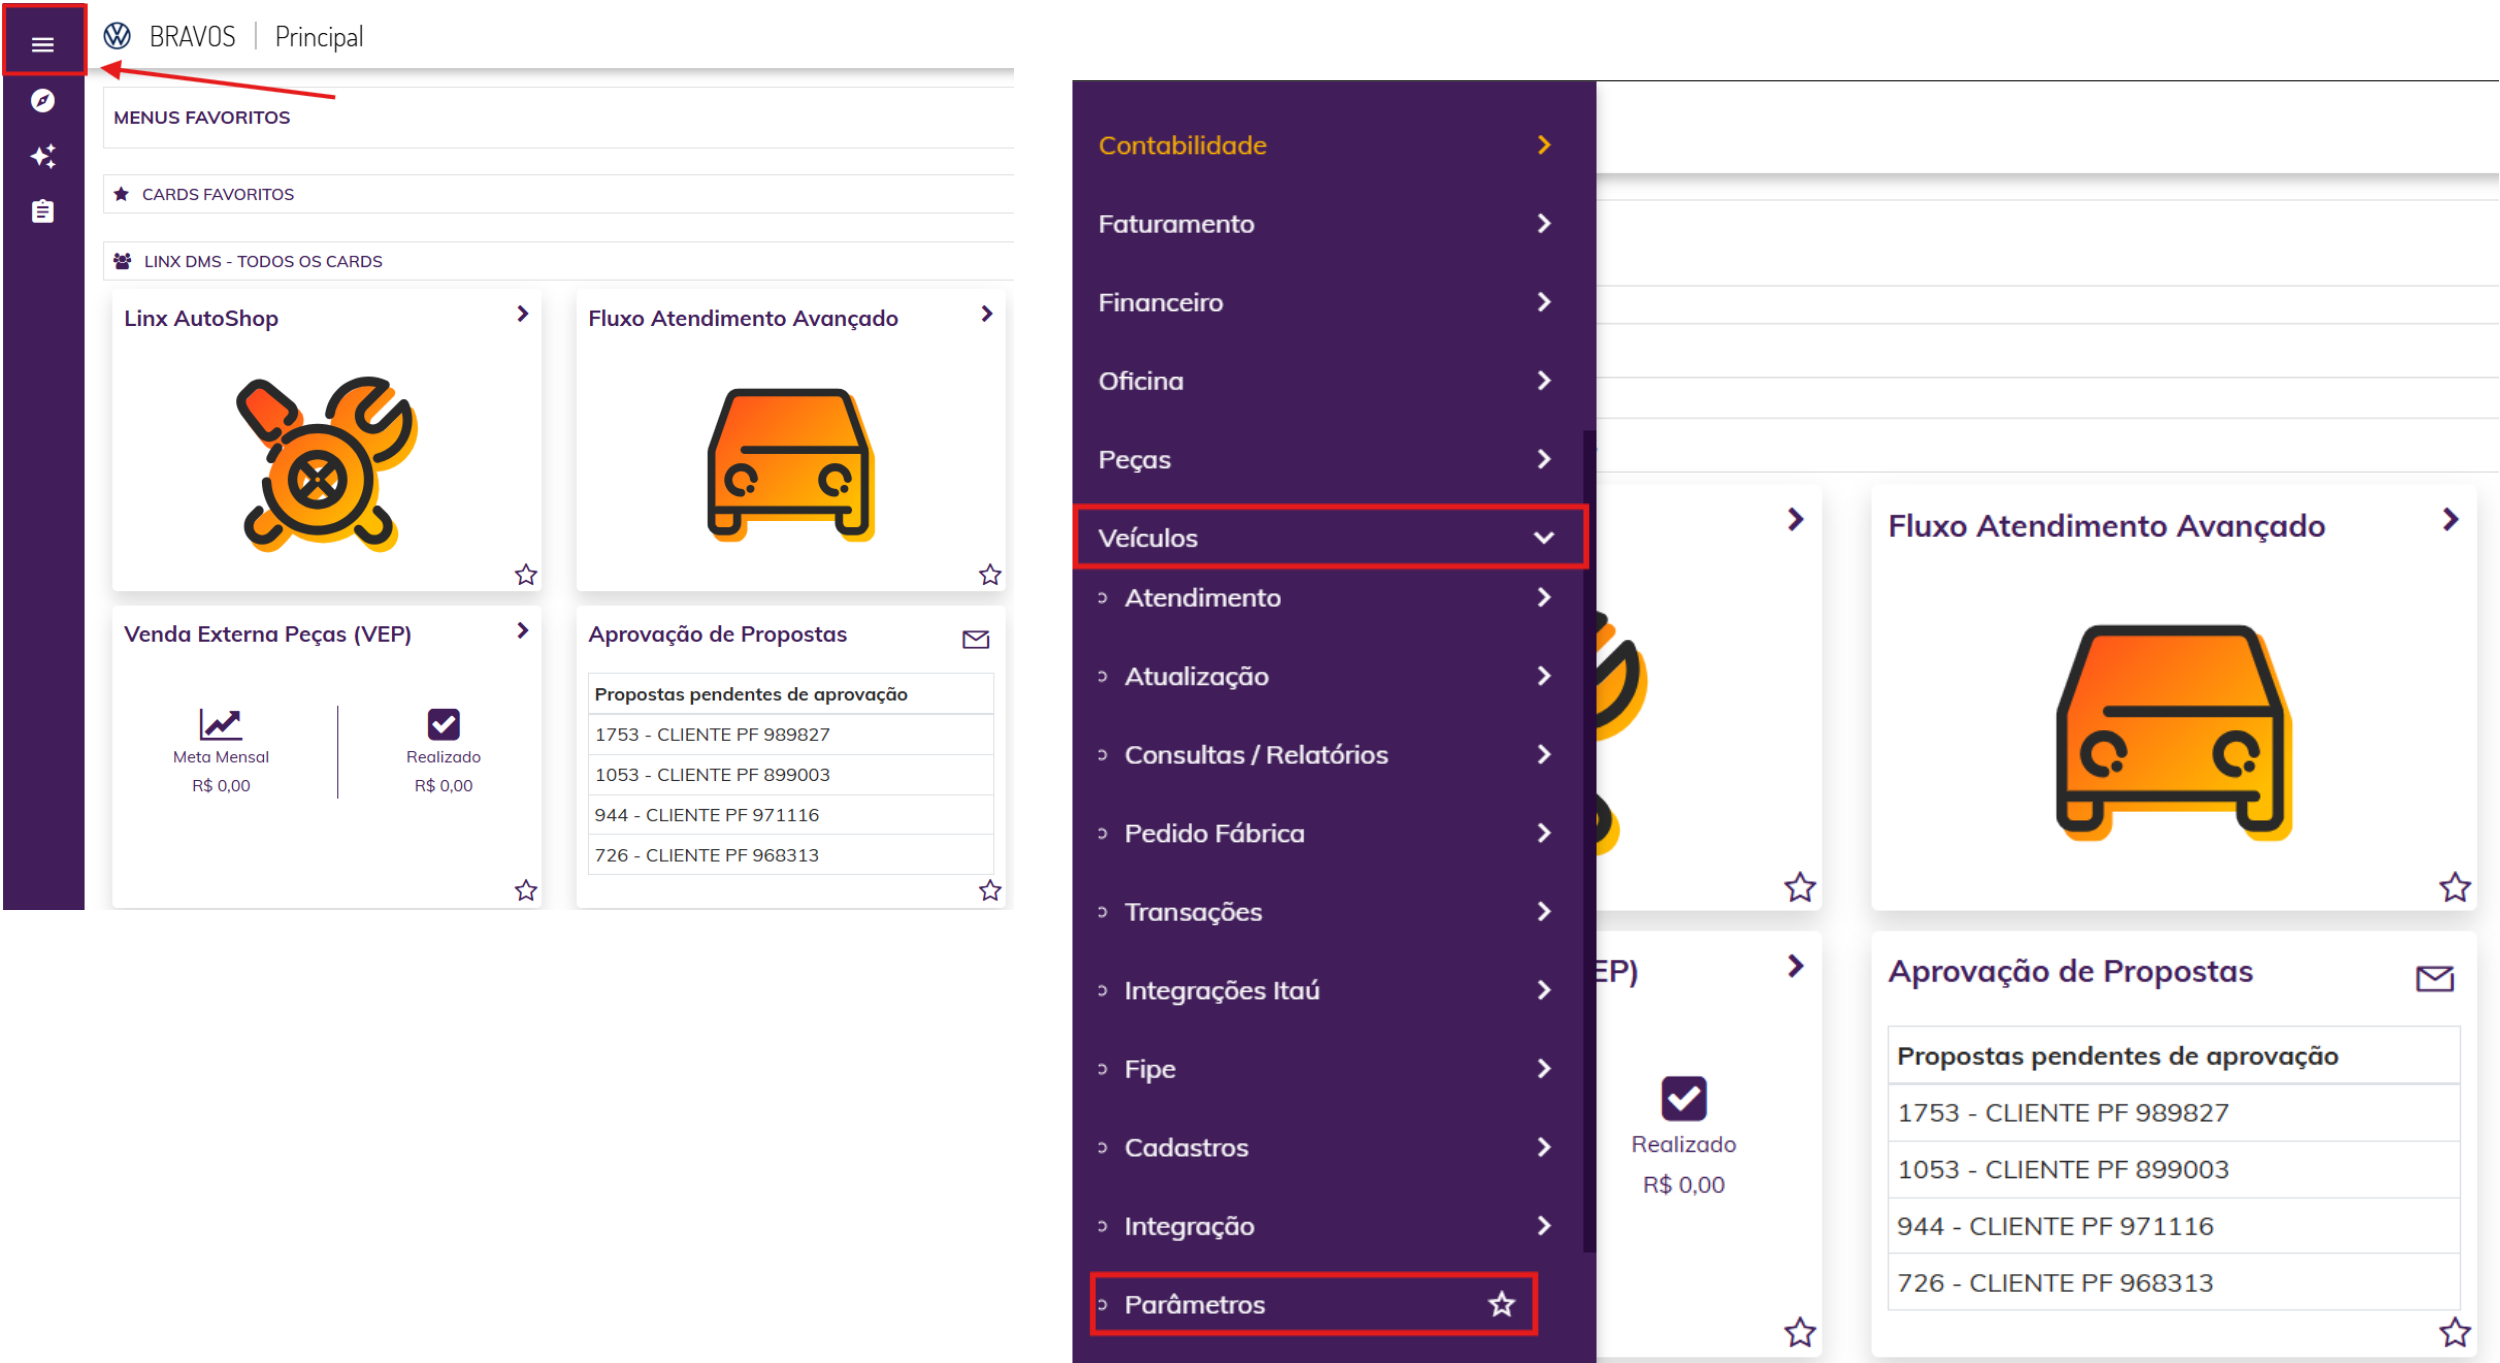 BRAVOS | Principal
MENUS FAVORITOS
CARDS FAVORITOS
LINX DMS - TODOS OS CARDS
Linx AutoShop
Fluxo Atendimento Avançado
Venda Externa Peças (VEP)
Meta Mensal
R$ 0,00
Realizado
R$ 0,00
Aprovação de Propostas
Propostas pendentes de aprovação
1753 - CLIENTE PF 989827
1053 - CLIENTE PF 899003
944 - CLIENTE PF 971116
726 - CLIENTE PF 968313
Contabilidade
Faturamento
Financeiro
Oficina
Peças
Veículos
Atendimento
Atualização
Consultas / Relatórios
Pedido Fábrica
Transações
Integrações Itaú
Fipe
Cadastros
Integração
Parâmetros
Fluxo Atendimento Avançado
EP)
Realizado
R$ 0,00
Aprovação de Propostas
Propostas pendentes de aprovação
1753 - CLIENTE PF 989827
1053 - CLIENTE PF 899003
944 - CLIENTE PF 971116
726 - CLIENTE PF 968313